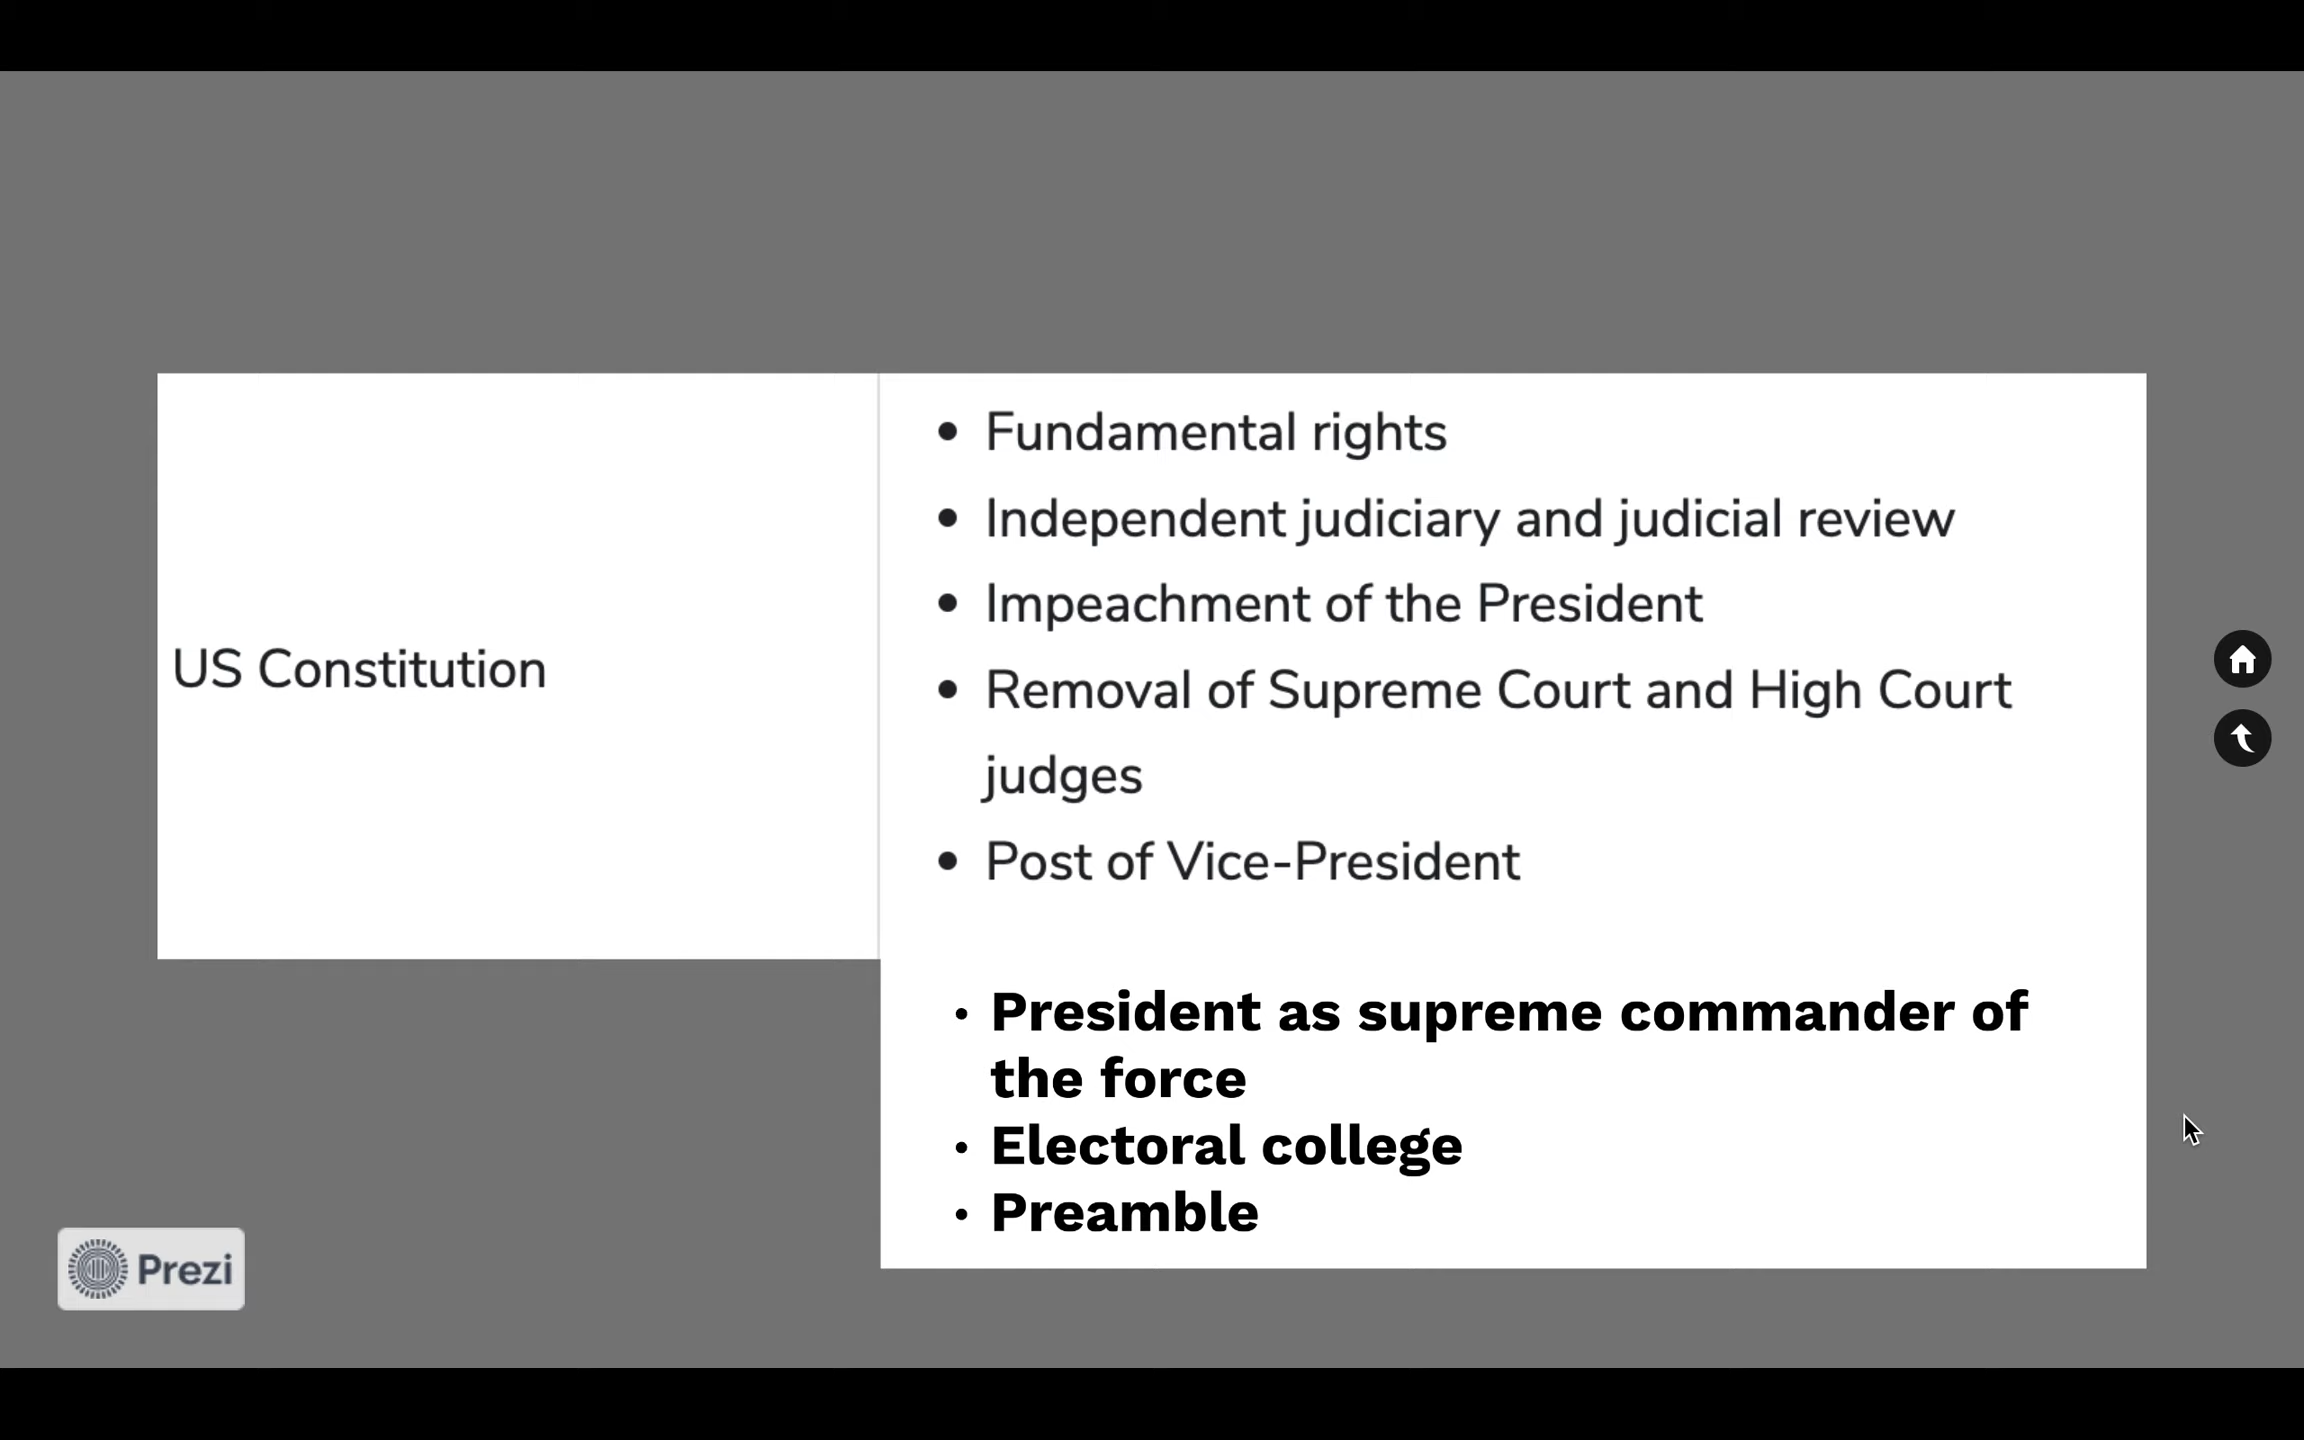 US Constitution
• Fundamental rights
• Independent judiciary and judicial review
• Impeachment of the President
• Removal of Supreme Court and High Court
judges
• Post of Vice-President
• President as supreme commander of
the force
• Electoral college
• Preamble
Prezi